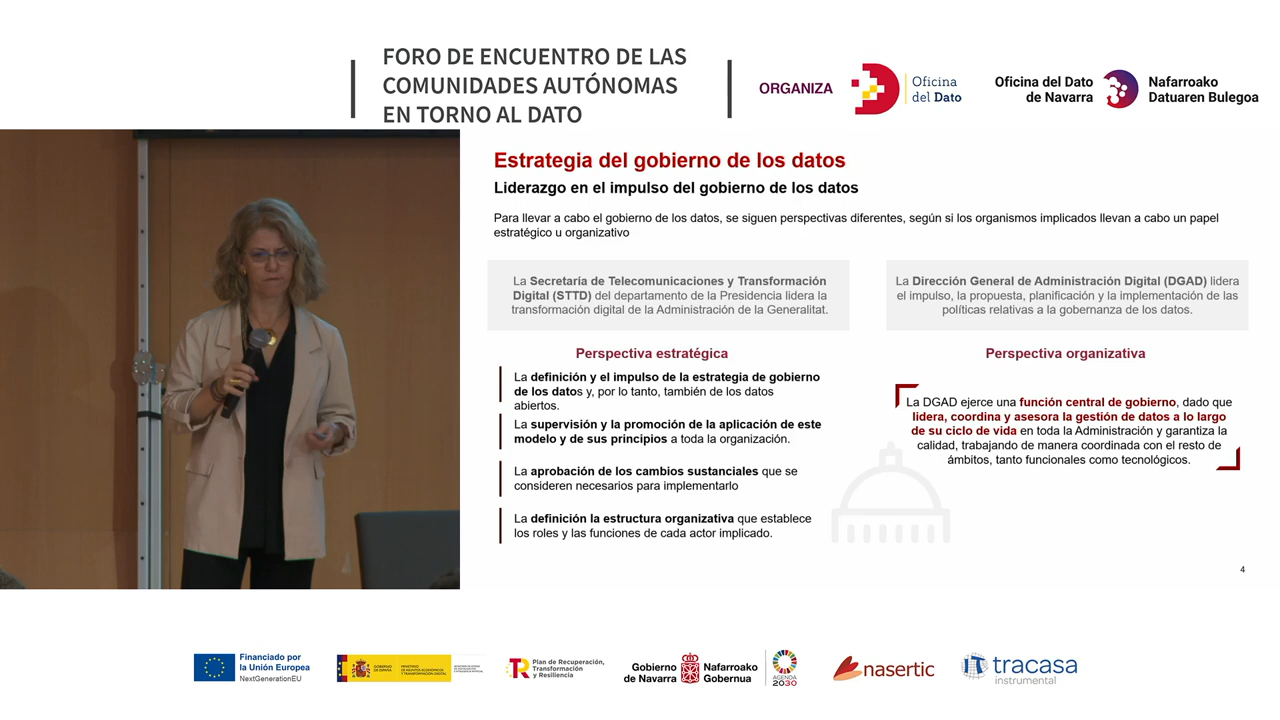 FORO DE ENCUENTRO DE LAS
COMUNIDADES AUTÓNOMAS
EN TORNO AL DATO
ORGANIZA
Oficina
del Dato
Oficina del Dato
de Navarra
Nafarroako
Datuaren Bulegoa
Estrategia del gobierno de los datos
Liderazgo en el impulso del gobierno de los datos
Para llevar a cabo el gobierno de los datos, se siguen perspectivas diferentes, según si los organismos implicados llevan a cabo un papel
estratégico u organizativo
La Secretaría de Telecomunicaciones y Transformación
Digital (STTD) del departamento de la Presidencia lidera la
transformación digital de la Administración de la Generalitat.
La Dirección General de Administración Digital (DGAD) lidera
el impulso, la propuesta, planificación y la implementación de las
políticas relativas a la gobernanza de los datos.
Perspectiva estratégica
La definición y el impulso de la estrategia de gobierno
de los datos y, por lo tanto, también de los datos
abiertos.
La supervisión y la promoción de la aplicación de este
modelo y de sus principios a toda la organización.
La aprobación de los cambios sustanciales que se
consideren necesarios para implementarlo
La definición la estructura organizativa que establece
los roles y las funciones de cada actor implicado.
Perspectiva organizativa
La DGAD ejerce una función central de gobierno, dado que
lidera, coordina y asesora la gestión de datos a lo largo
de su ciclo de vida en toda la Administración y garantiza la
calidad, trabajando de manera coordinada con el resto de
ámbitos, tanto funcionales como tecnológicos.
4
Financiado por
la Unión Europea
NextGenerationEU
GOBIERNO
DE ESPAÑA
MINISTERIO
DE ASUNTOS ECONÓMICOS
Y TRANSFORMACIÓN DIGITAL
Plan de Recuperación,
Transformación
y Resiliencia
Gobierno
de Navarra
Nafarroako
Gobernua
AGENDA
2030
nasertic
tracasa
instrumental